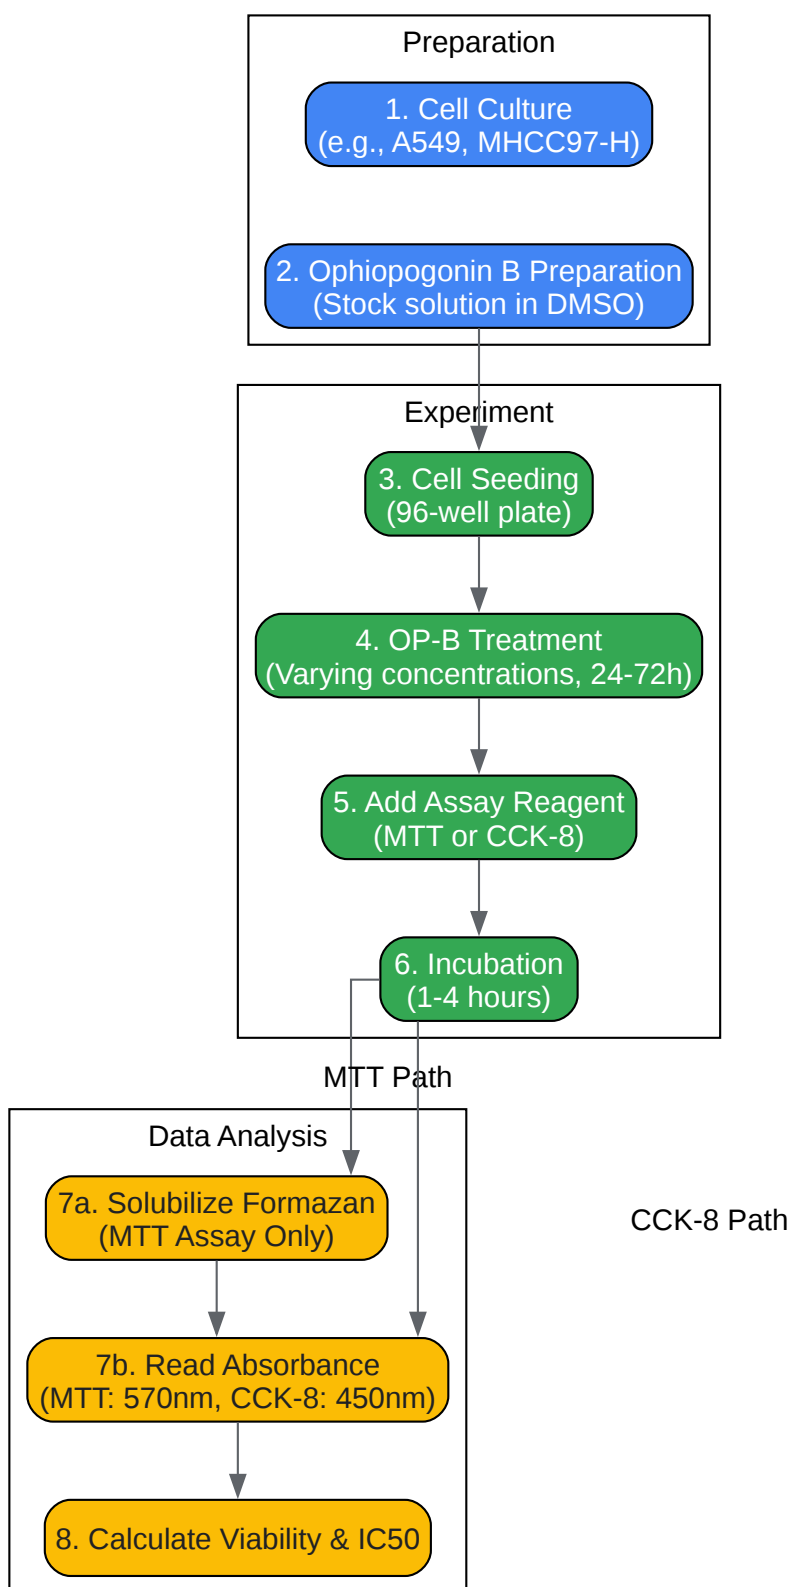 Preparation
1. Cell Culture
(e.g., A549, MHCC97-H)
2. Ophiopogonin B Preparation
(Stock solution in DMSO)
Experiment
3. Cell Seeding
(96-well plate)
4. OP-B Treatment
(Varying concentrations, 24-72h)
5. Add Assay Reagent
(MTT or CCK-8)
6. Incubation
(1-4 hours)
MTT Path
Data Analysis
7a. Solubilize Formazan
(MTT Assay Only)
CCK-8 Path
7b. Read Absorbance
(MTT: 570nm, CCK-8: 450nm)
8. Calculate Viability & IC50